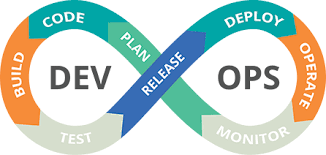 PLAN
CODE
BUILD
TEST
RELEASE
DEPLOY
OPERATE
MONITOR
DEV
OPS